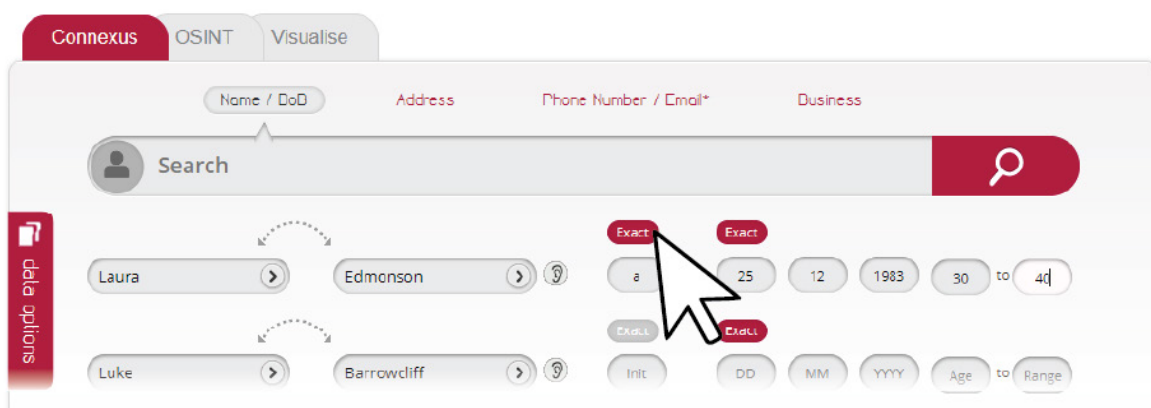 Connexus OSINT Visualise
Name / DoD Address Phone Number / Email* Business
Search
Exact Exact
Laura Edmonson a 25 12 1983 30 to 40
Exact Exact
Luke Barrowcliff Init DD MM YYYY Age to Range
data options